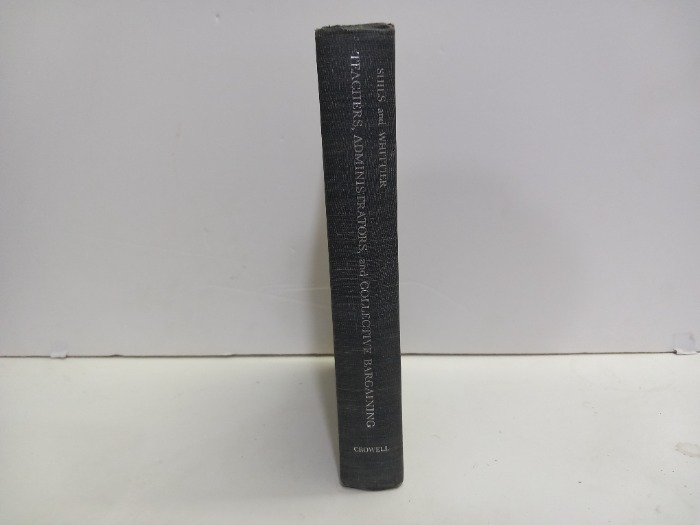 SHILS and WHITTIER
TEACHERS, ADMINISTRATORS, and COLLECTIVE BARGAINING
CROWELL